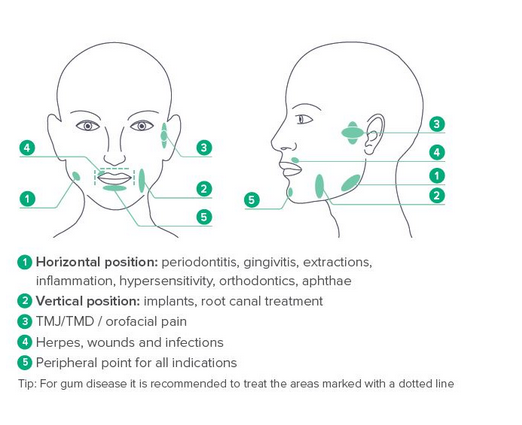 4
3
1
2
5
3
4
1
2
5
1 Horizontal position: periodontitis, gingivitis, extractions,
inflammation, hypersensitivity, orthodontics, aphthae
2 Vertical position: implants, root canal treatment
3 TMJ/TMD / orofacial pain
4 Herpes, wounds and infections
5 Peripheral point for all indications
Tip: For gum disease it is recommended to treat the areas marked with a dotted line